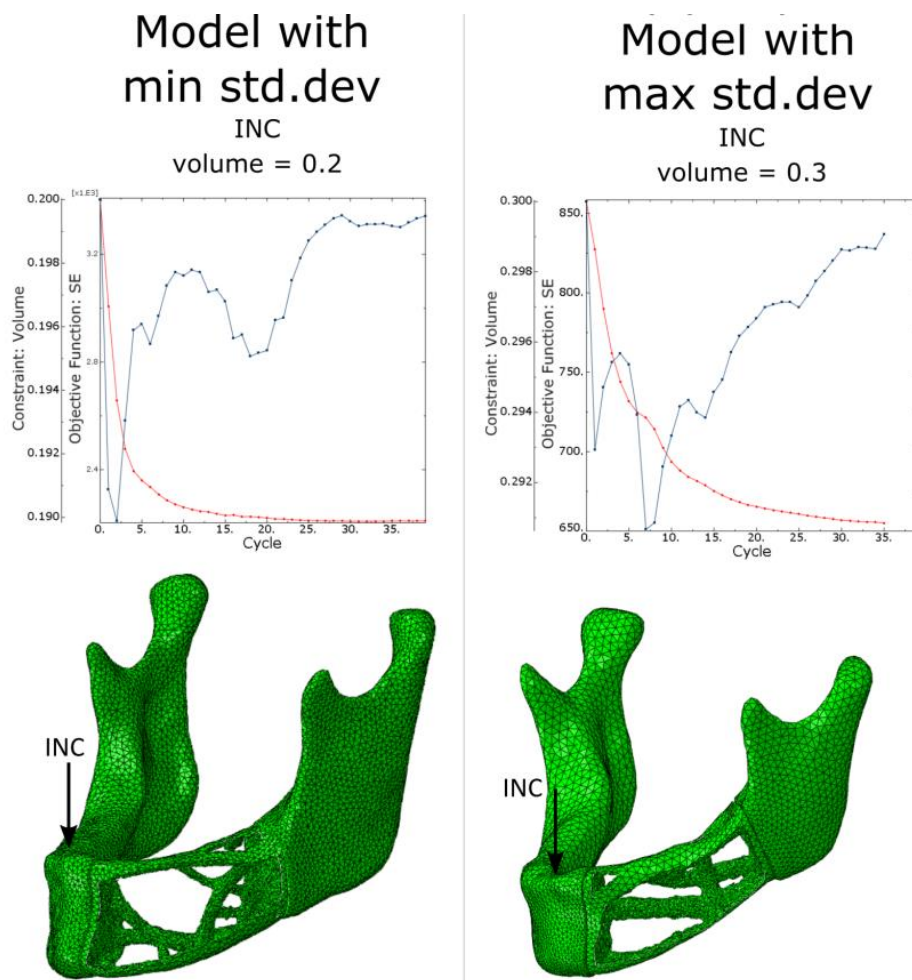 Model with
min std.dev
INC
volume = 0.2
[x1.E3]
0.200
0.198
0.196
0.194
0.192
0.190
Constraint: Volume
Objective Function: SE
3.2
2.8
2.4
0. 5. 10. 15. 20. 25. 30. 35.
Cycle
INC
Model with
max std.dev
INC
volume = 0.3
0.300
0.298
0.296
0.294
0.292
Constraint: Volume
Objective Function: SE
850.
800.
750.
700.
650.
0. 5. 10. 15. 20. 25. 30. 35.
Cycle
INC